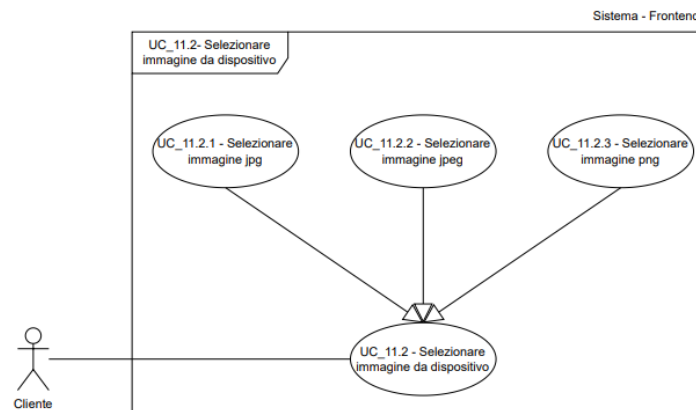 Sistema - Frontend
UC_11.2- Selezionare
immagine da dispositivo
UC_11.2.1 - Selezionare
immagine jpg
UC_11.2.2 - Selezionare
immagine jpeg
UC_11.2.3 - Selezionare
immagine png
UC_11.2 - Selezionare
immagine da dispositivo
Cliente